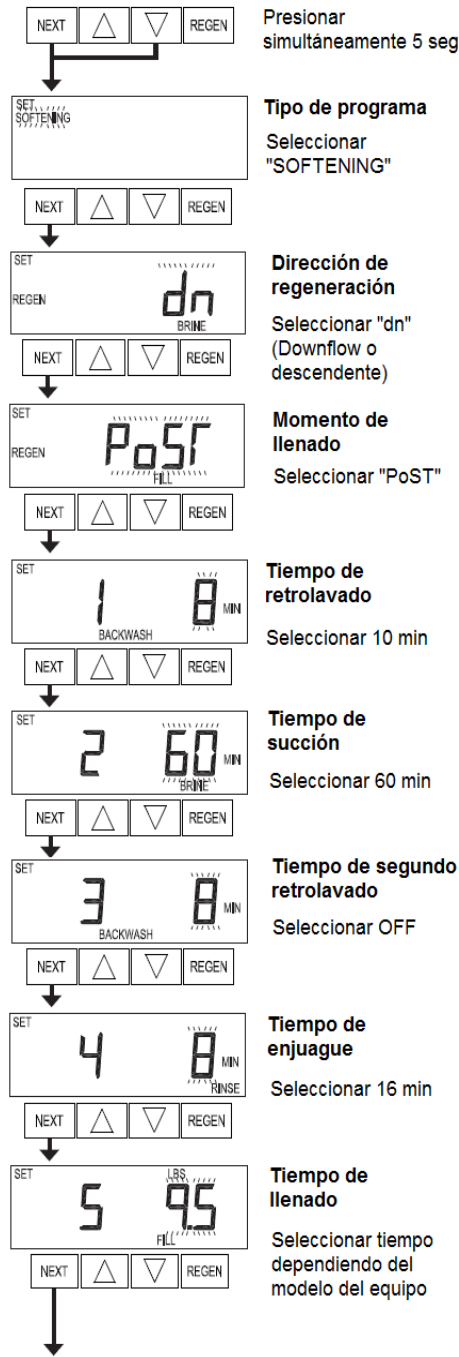 NEXT REGEN
Presionar
simultáneamente 5 seg
SET
SOFTENING
Tipo de programa
Seleccionar
"SOFTENING"
NEXT REGEN
SET
REGEN dn
BRINE
Dirección de
regeneración
Seleccionar "dn"
(Downflow o
descendente)
NEXT REGEN
SET
REGEN PoST
FILL
Momento de
llenado
Seleccionar "PoST"
NEXT REGEN
SET
1 8 MIN
BACKWASH
Tiempo de
retrolavado
Seleccionar 10 min
NEXT REGEN
SET
2 60 MIN
BRINE
Tiempo de
succión
Seleccionar 60 min
NEXT REGEN
SET
3 8 MIN
BACKWASH
Tiempo de segundo
retrolavado
Seleccionar OFF
NEXT REGEN
SET
4 8 MIN
RINSE
Tiempo de
enjuague
Seleccionar 16 min
NEXT REGEN
SET LBS
5 9.5
FILL
Tiempo de
llenado
Seleccionar tiempo
dependiendo del
modelo del equipo
NEXT REGEN